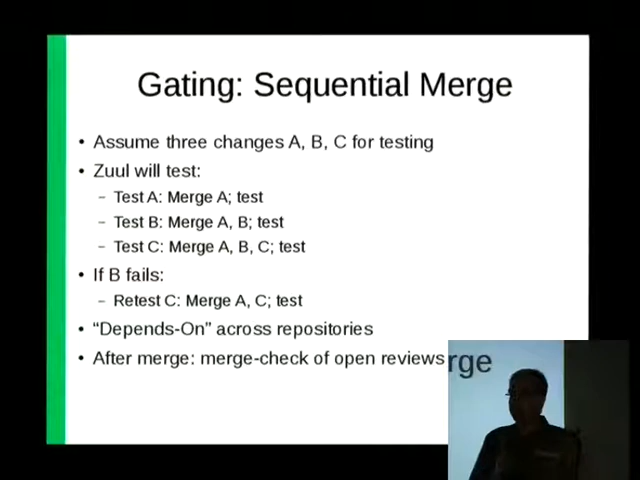 Gating: Sequential Merge
• Assume three changes A, B, C for testing
• Zuul will test:
– Test A: Merge A; test
– Test B: Merge A, B; test
– Test C: Merge A, B, C; test
• If B fails:
– Retest C: Merge A, C; test
• “Depends-On” across repositories
• After merge: merge-check of open reviews
rge